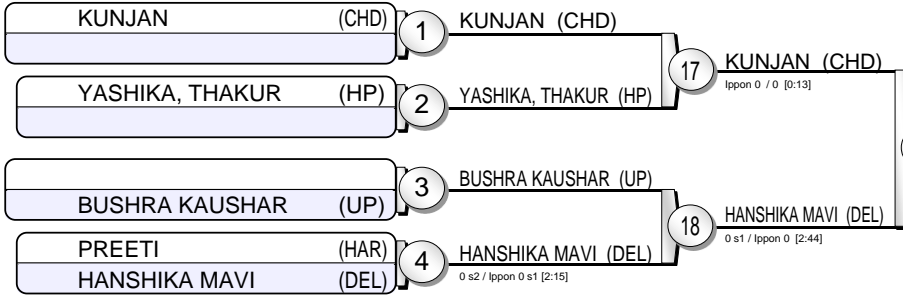 KUNJAN (CHD)
1
KUNJAN (CHD)
17
KUNJAN (CHD)
Ippon 0 / 0 [0:13]
YASHIKA, THAKUR (HP)
2
YASHIKA, THAKUR (HP)
3
BUSHRA KAUSHAR (UP)
BUSHRA KAUSHAR (UP)
18
HANSHIKA MAVI (DEL)
0 s1 / Ippon 0 [2:44]
PREETI (HAR)
4
HANSHIKA MAVI (DEL)
HANSHIKA MAVI (DEL)
0 s2 / Ippon 0 s1 [2:15]